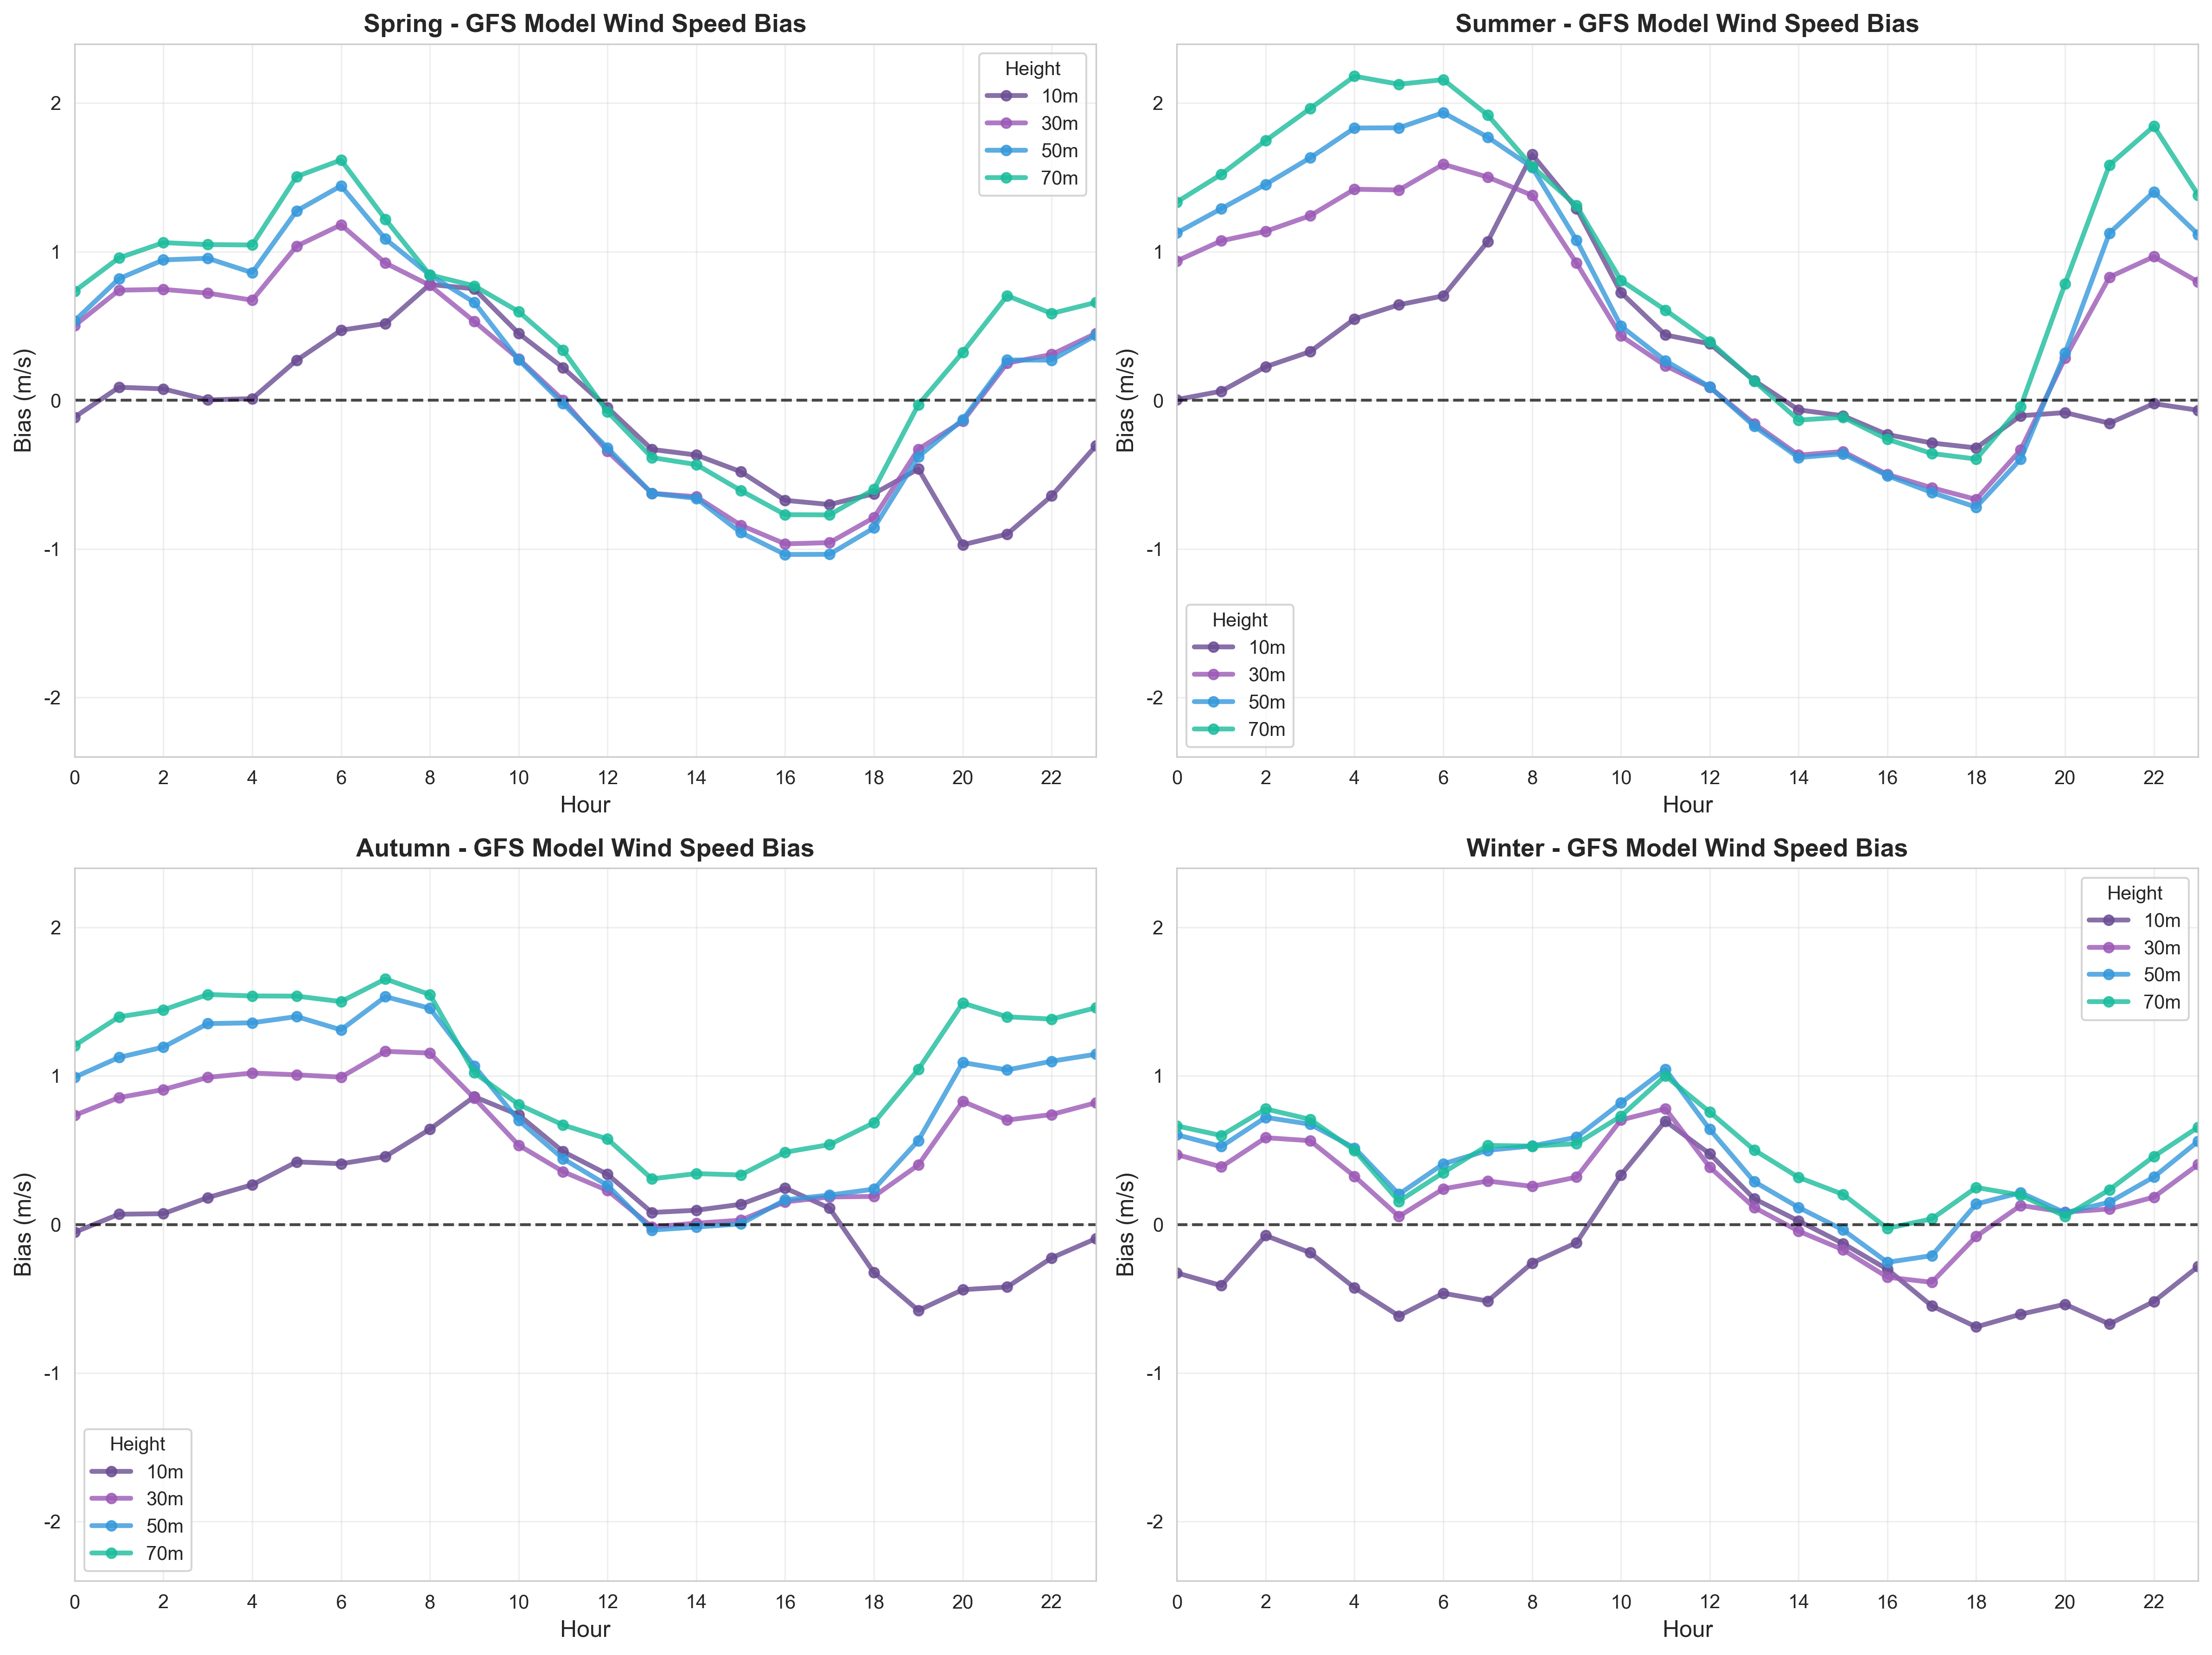 Spring - GFS Model Wind Speed Bias
Bias (m/s)
2
1
0
-1
-2
Height
10m
30m
50m
70m
0 2 4 6 8 10 12 14 16 18 20 22
Hour
Summer - GFS Model Wind Speed Bias
Bias (m/s)
2
1
0
-1
-2
Height
10m
30m
50m
70m
0 2 4 6 8 10 12 14 16 18 20 22
Hour
Autumn - GFS Model Wind Speed Bias
Bias (m/s)
2
1
0
-1
-2
Height
10m
30m
50m
70m
0 2 4 6 8 10 12 14 16 18 20 22
Hour
Winter - GFS Model Wind Speed Bias
Bias (m/s)
2
1
0
-1
-2
Height
10m
30m
50m
70m
0 2 4 6 8 10 12 14 16 18 20 22
Hour